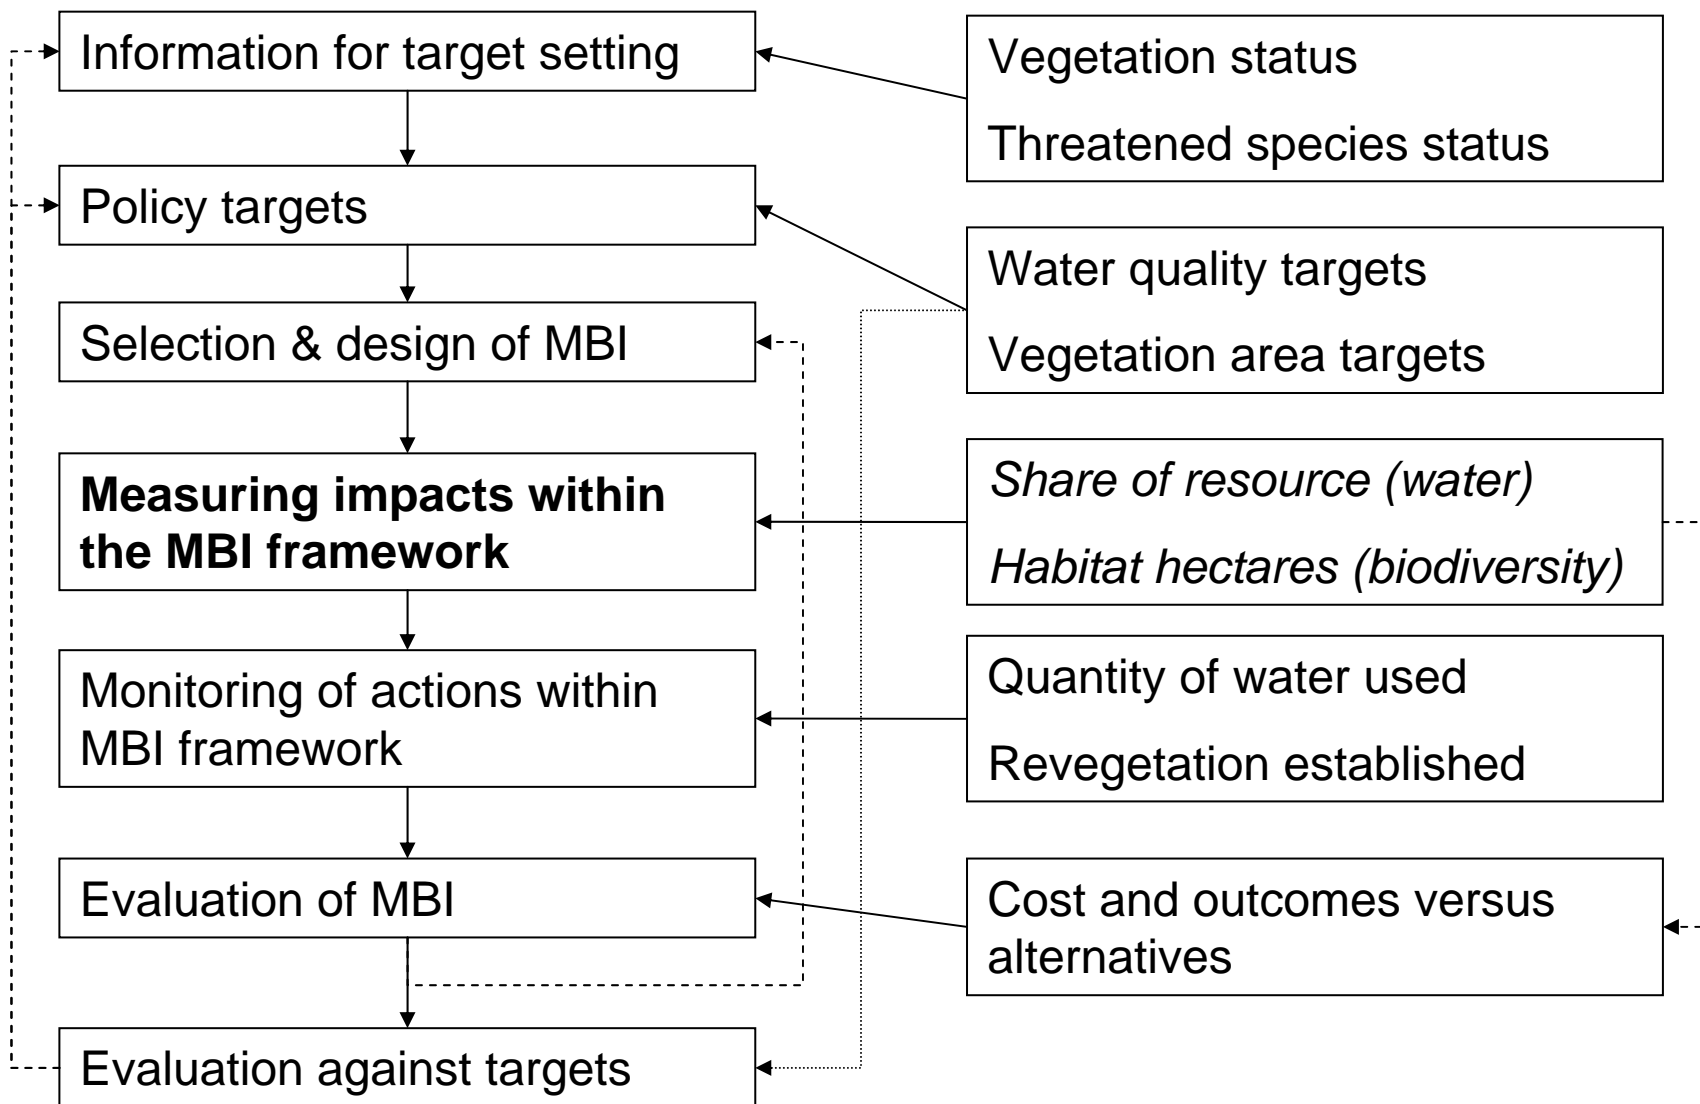 Information for target setting
Policy targets
Selection & design of MBI
Measuring impacts within
the MBI framework
Monitoring of actions within
MBI framework
Evaluation of MBI
Evaluation against targets
Vegetation status
Threatened species status
Water quality targets
Vegetation area targets
Share of resource (water)
Habitat hectares (biodiversity)
Quantity of water used
Revegetation established
Cost and outcomes versus
alternatives